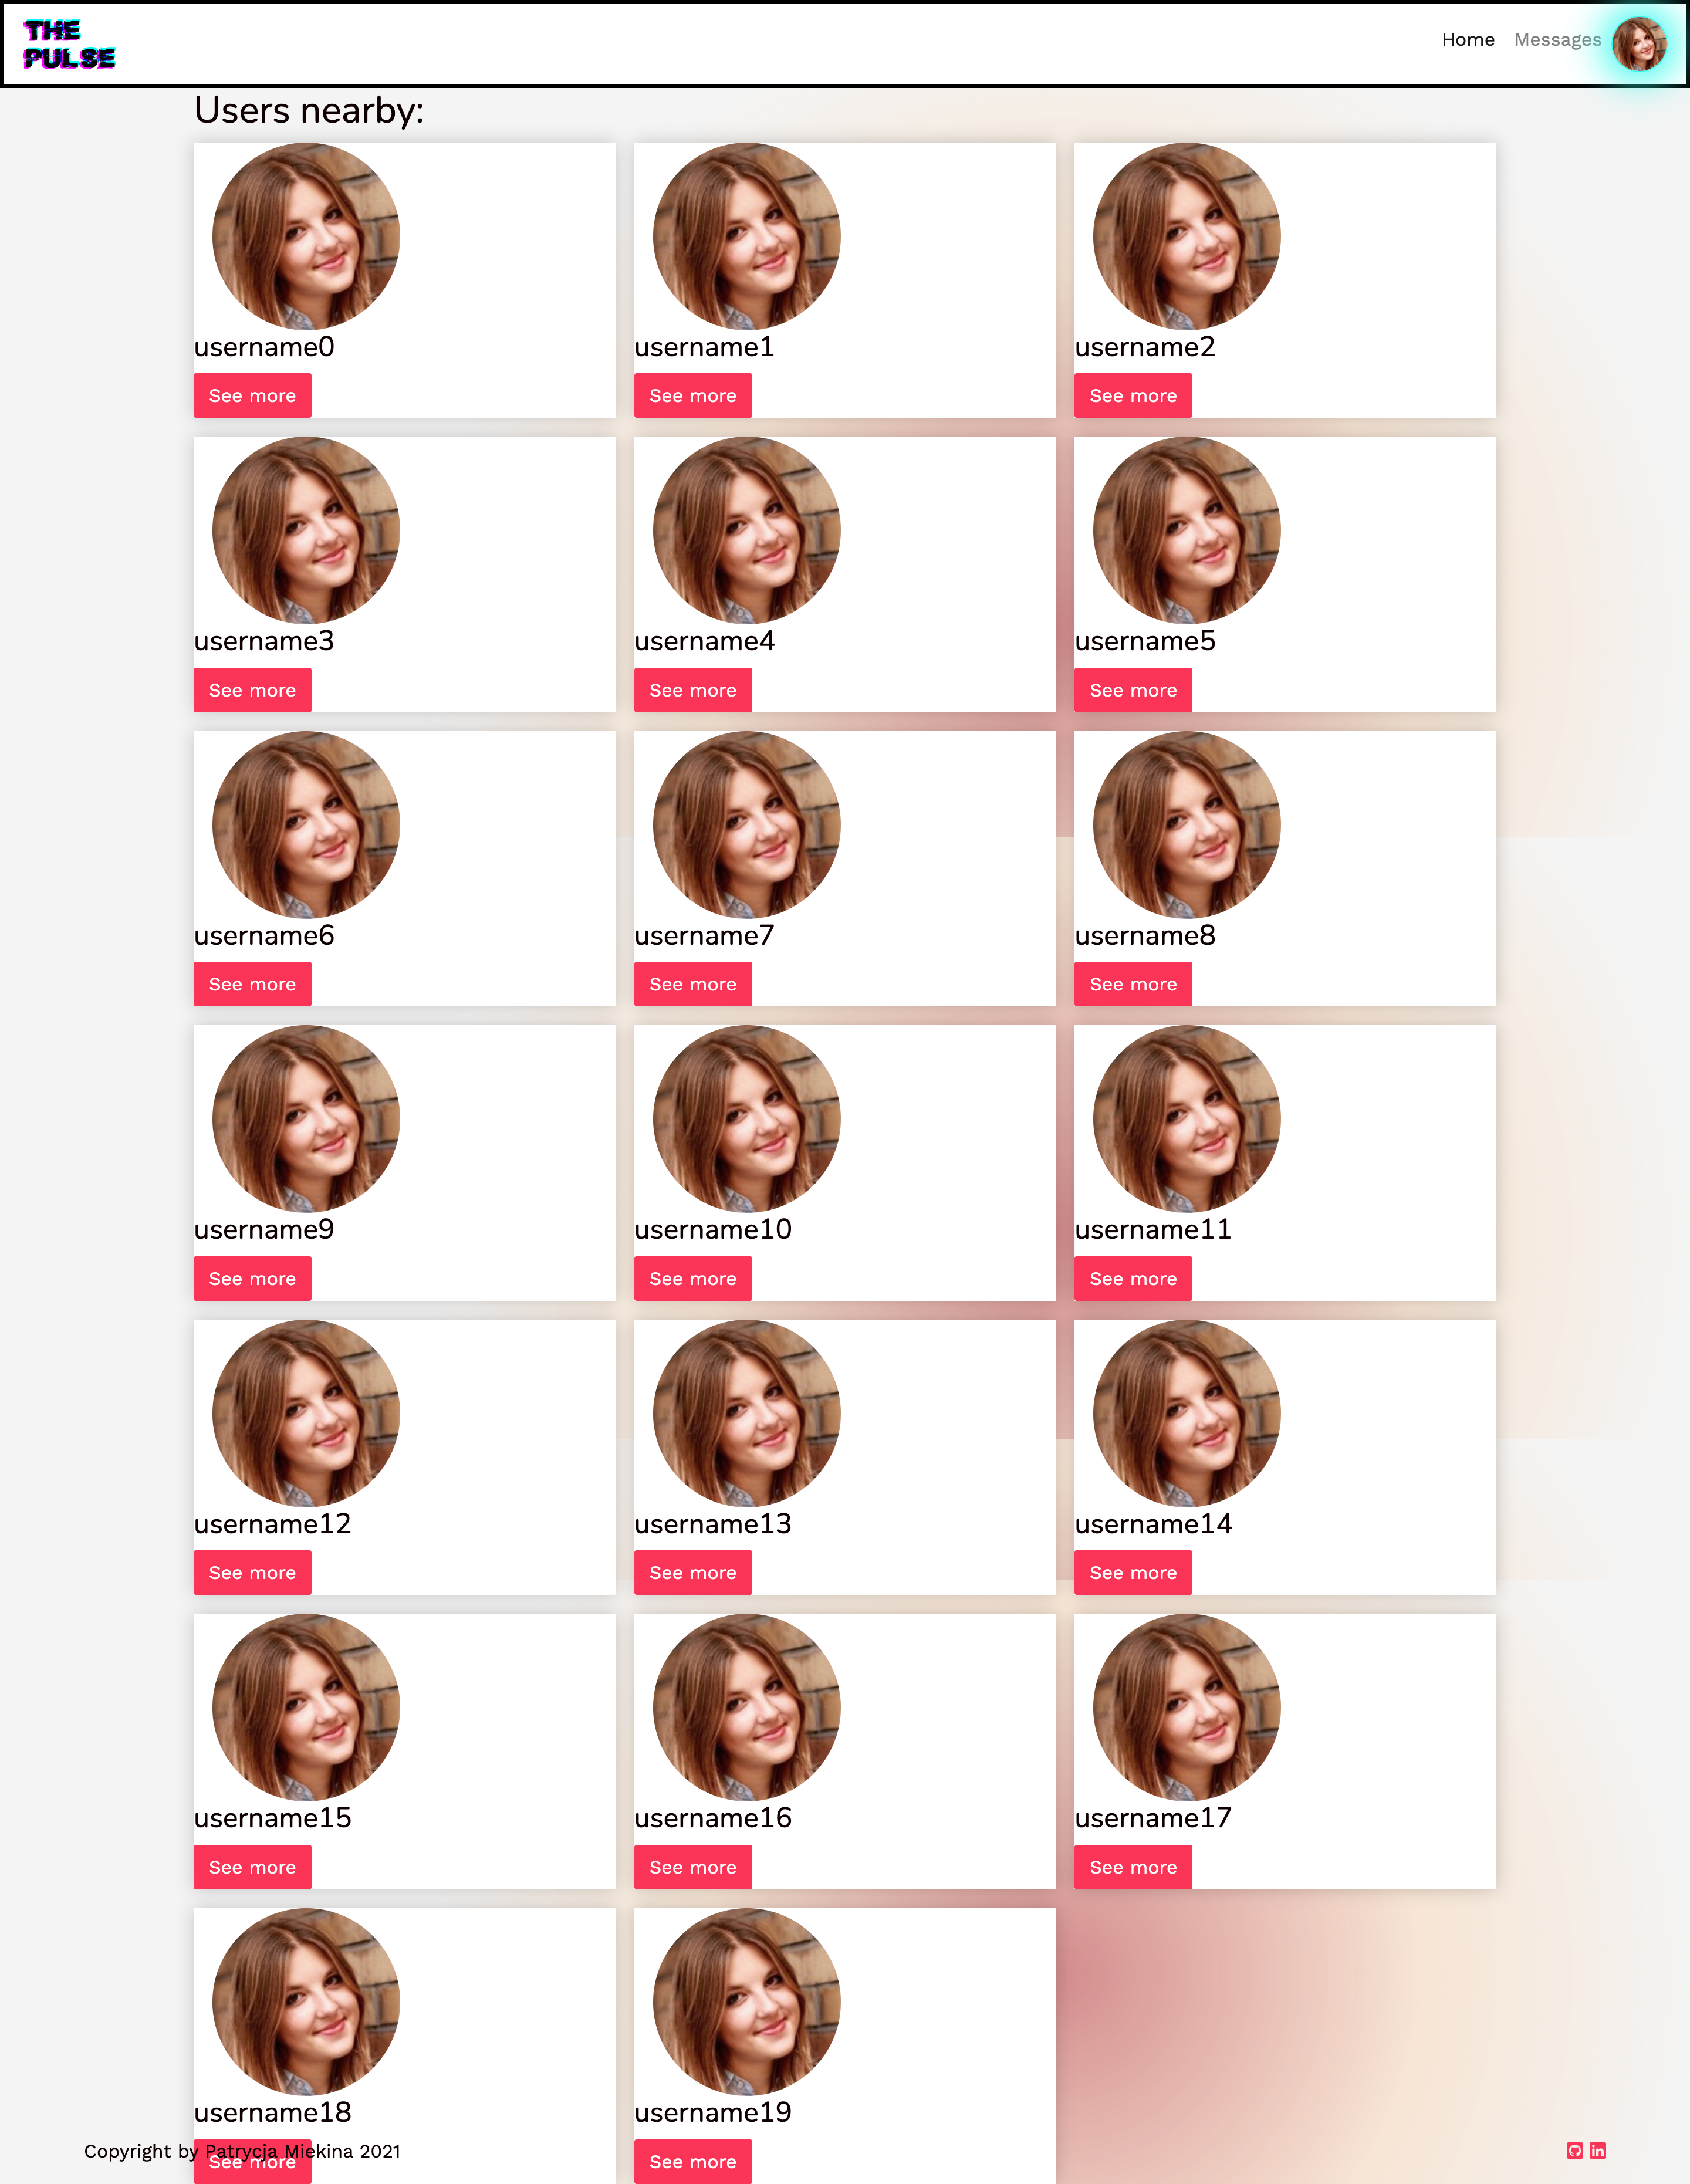 THE
PULSE
Home Messages
Users nearby:
username0 username1 username2
See more See more See more
username3 username4 username5
See more See more See more
username6 username7 username8
See more See more See more
username9 username10 username11
See more See more See more
username12 username13 username14
See more See more See more
username15 username16 username17
See more See more See more
username18 username19
Copyright by Patrycja Miekina 2021
See more See more
in